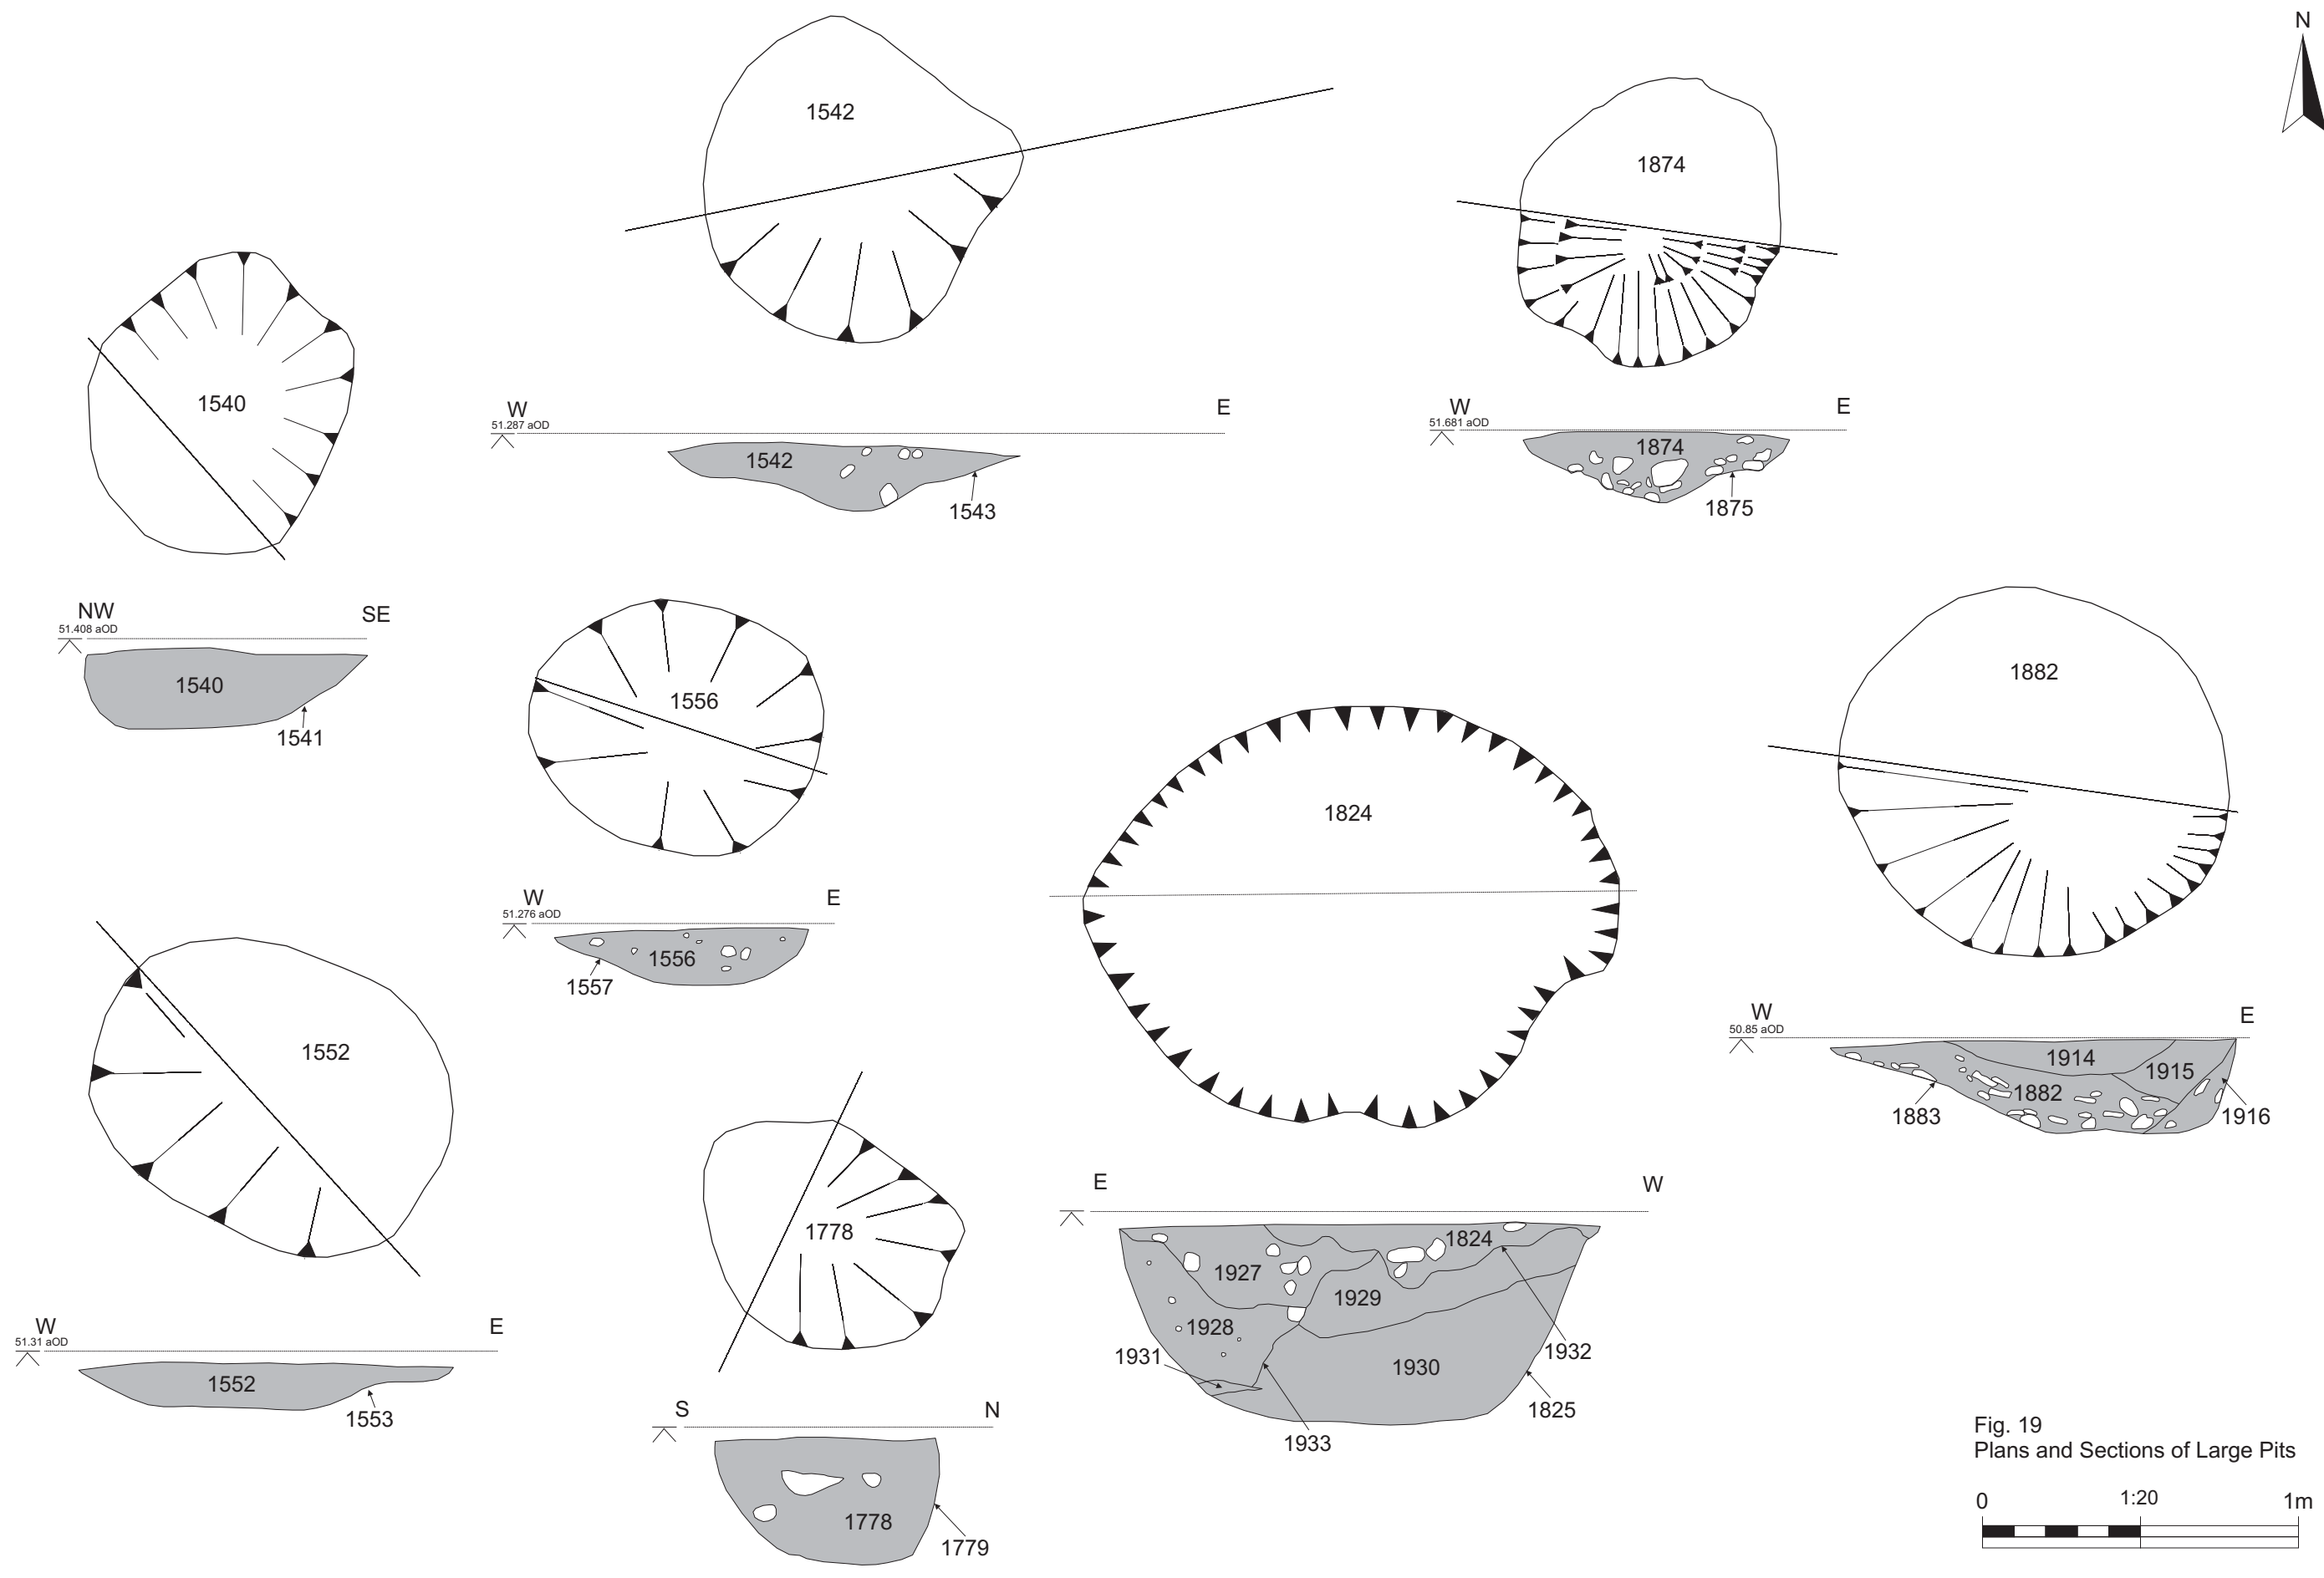 N
1542
1874
1540
W
51.287 aOD
E
1542
1543
W
51.681 aOD
E
1874
1875
NW
51.408 aOD
SE
1540
1541
1556
W
51.276 aOD
E
1556
1557
1824
1882
W
50.85 aOD
E
1914
1915
1882
1883
1916
1552
W
51.31 aOD
E
1552
1553
1778
S
N
1778
1779
E
W
1824
1927
1929
1928
1931
1930
1932
1825
1933
Fig. 19
Plans and Sections of Large Pits
0
1:20
1m